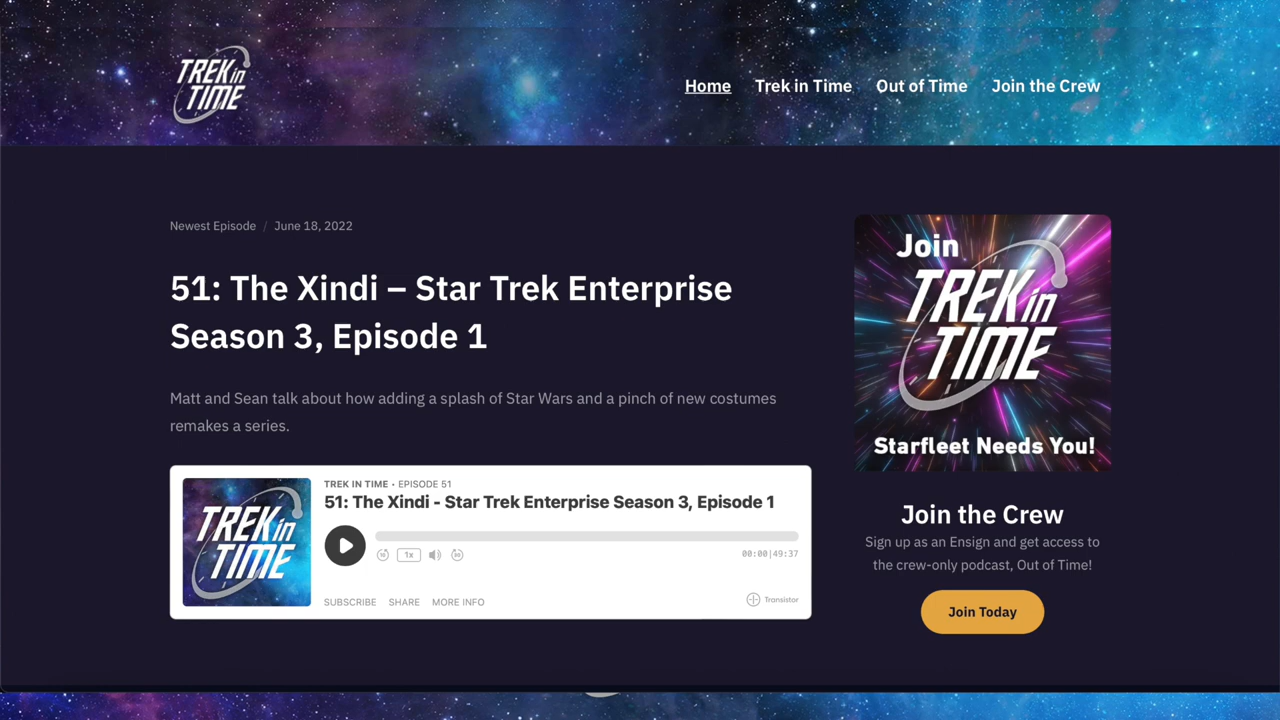 TREK in
TIME
Home Trek in Time Out of Time Join the Crew
Newest Episode / June 18, 2022
51: The Xindi – Star Trek Enterprise
Season 3, Episode 1
Matt and Sean talk about how adding a splash of Star Wars and a pinch of new costumes
remakes a series.
TREK in
TIME
TREK IN TIME • EPISODE 51
51: The Xindi - Star Trek Enterprise Season 3, Episode 1
10 1x 30 00:00|49:37
SUBSCRIBE SHARE MORE INFO Transistor
Join
TREK in
TIME
Starfleet Needs You!
Join the Crew
Sign up as an Ensign and get access to
the crew-only podcast, Out of Time!
Join Today